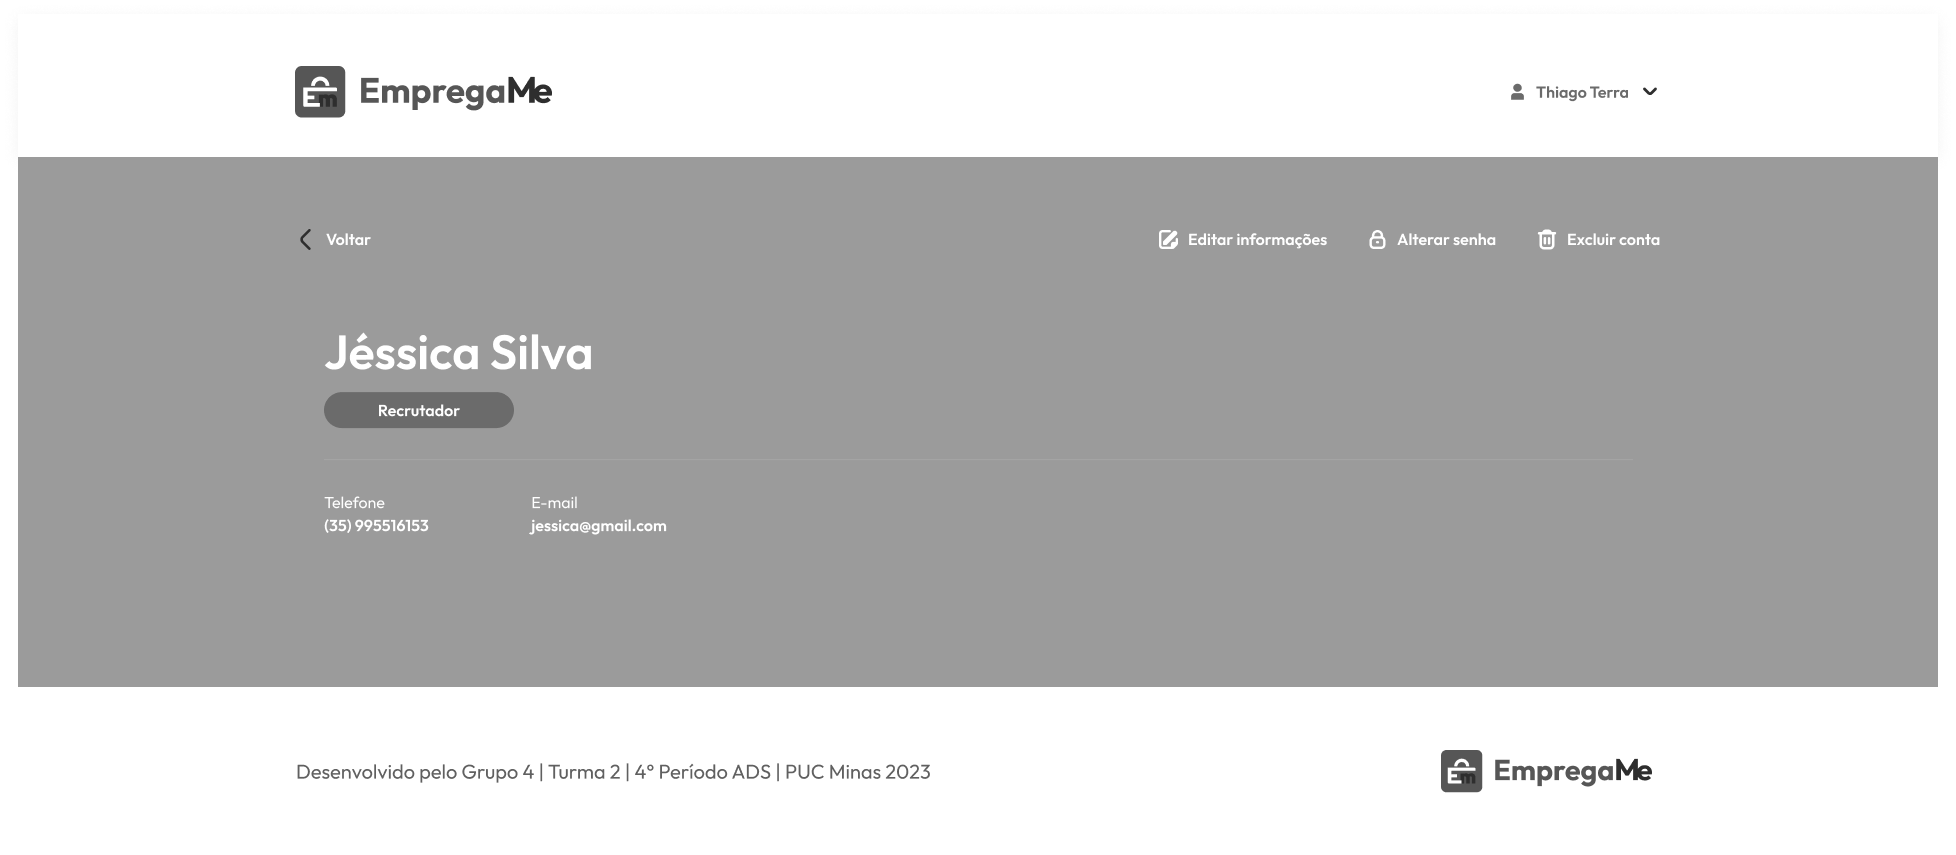 Em EmpregaMe
Thiago Terra
Voltar
Editar informações
Alterar senha
Excluir conta
Jéssica Silva
Recrutador
Telefone
(35) 995516153
E-mail
jessica@gmail.com
Desenvolvido pelo Grupo 4 | Turma 2 | 4° Período ADS | PUC Minas 2023
Em EmpregaMe